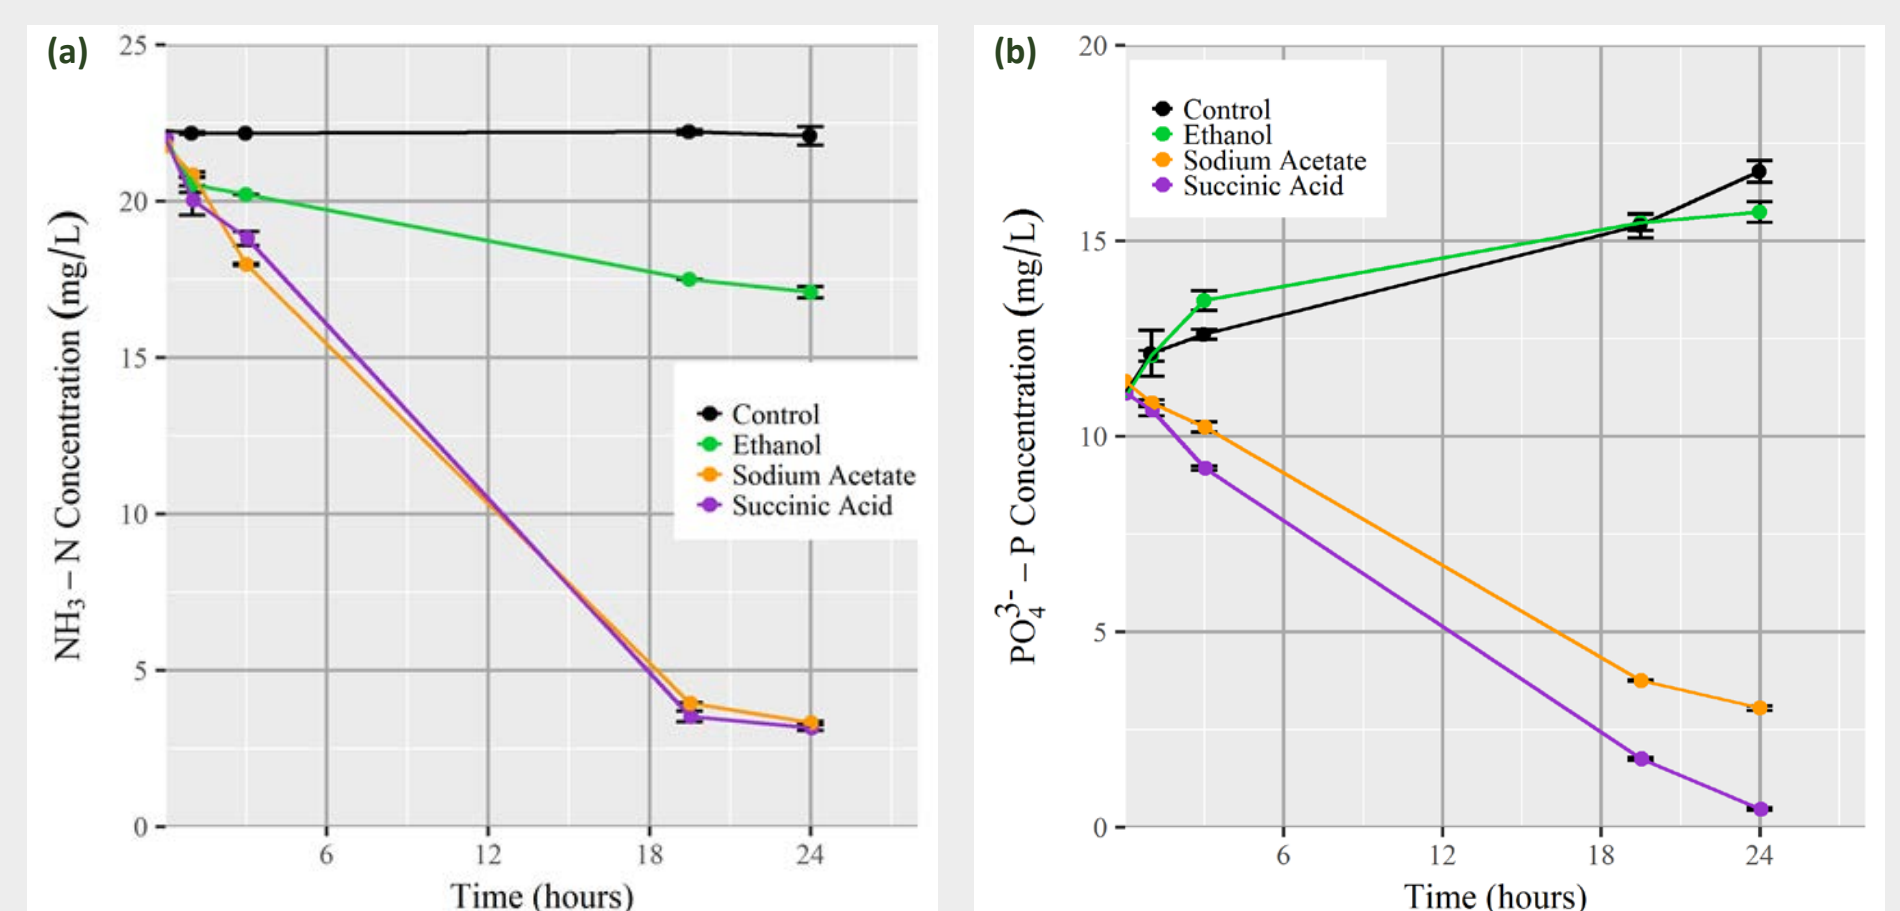 (a)
25
20
15
10
5
0
NH₃ – N Concentration (mg/L)
Control
Ethanol
Sodium Acetate
Succinic Acid
6 12 18 24
Time (hours)
(b)
20
15
10
5
0
PO₄³⁻ – P Concentration (mg/L)
Control
Ethanol
Sodium Acetate
Succinic Acid
6 12 18 24
Time (hours)